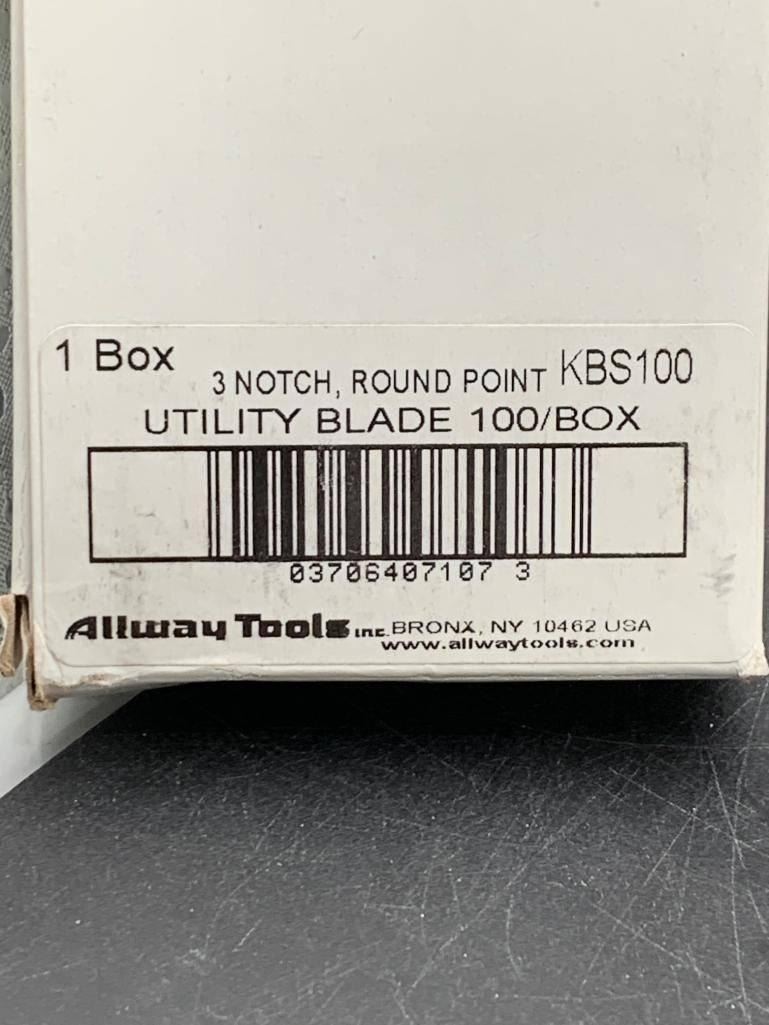 1 Box
3 NOTCH, ROUND POINT KBS100
UTILITY BLADE 100/BOX
03706407107 3
Allway Tools INC. BRONX, NY 10462 USA
www.allwaytools.com